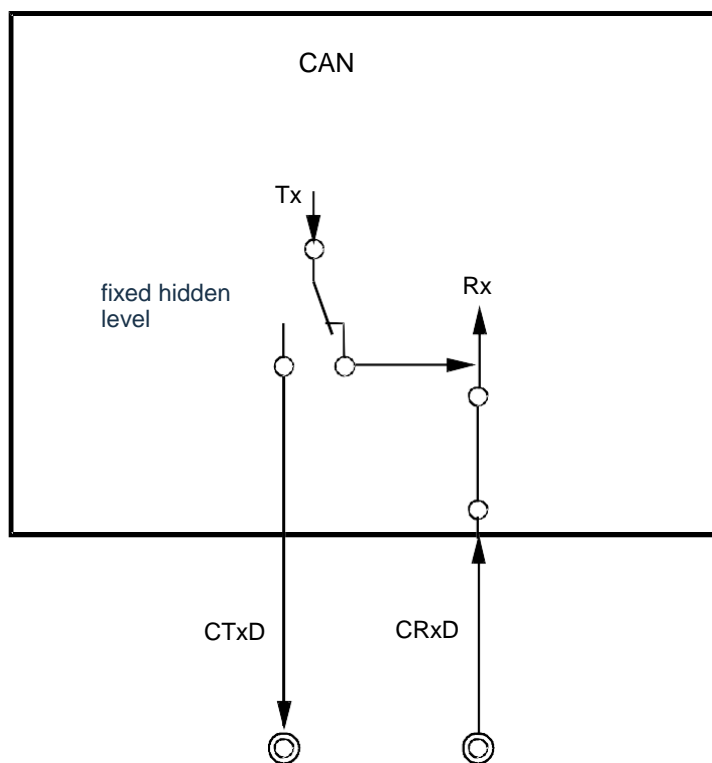 CAN
Tx
fixed hidden
level
Rx
CTxD
CRxD